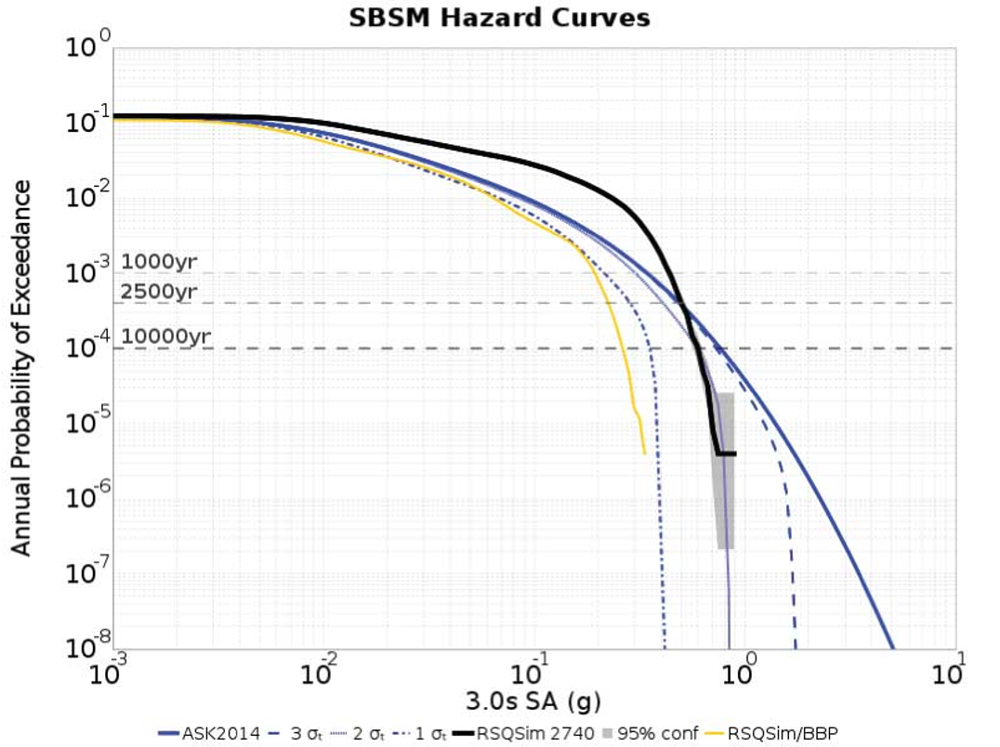 SBSM Hazard Curves
Annual Probability of Exceedance
10^0
10^-1
10^-2
10^-3
10^-4
10^-5
10^-6
10^-7
10^-8
1000yr
2500yr
10000yr
10^-3 10^-2 10^-1 10^0 10^1
3.0s SA (g)
ASK2014 3 σₜ 2 σₜ 1 σₜ RSQSim 2740 95% conf RSQSim/BBP